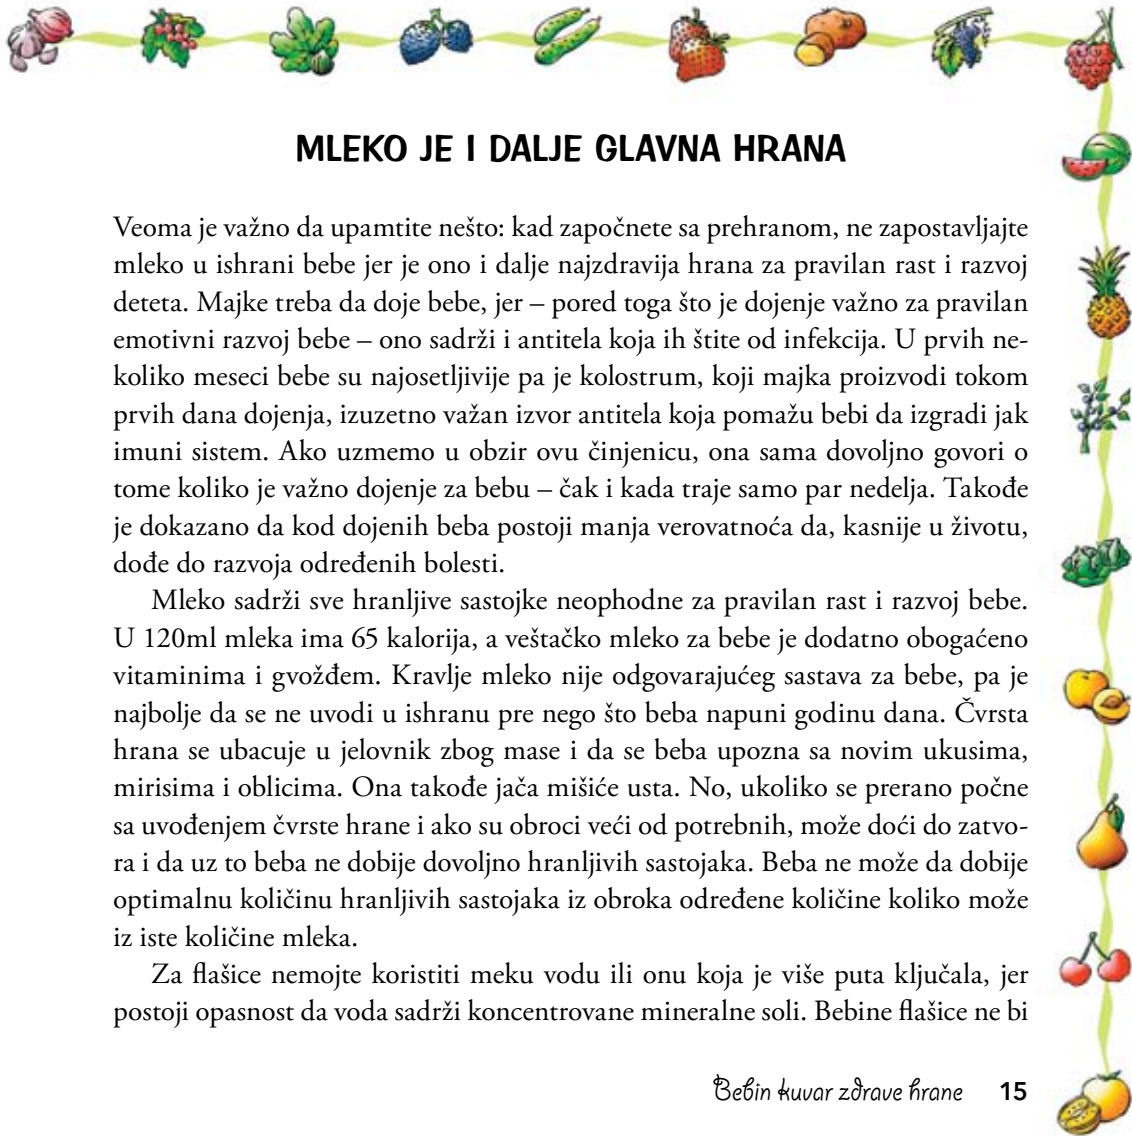 MLEKO JE I DALJE GLAVNA HRANA
Veoma je važno da upamtite nešto: kad započnete sa prehranom, ne zapostavljajte
mleko u ishrani bebe jer je ono i dalje najzdravija hrana za pravilan rast i razvoj
deteta. Majke treba da doje bebe, jer – pored toga što je dojenje važno za pravilan
emotivni razvoj bebe – ono sadrži i antitela koja ih štite od infekcija. U prvih ne-
koliko meseci bebe su najosetljivije pa je kolostrum, koji majka proizvodi tokom
prvih dana dojenja, izuzetno važan izvor antitela koja pomažu bebi da izgradi jak
imuni sistem. Ako uzmemo u obzir ovu činjenicu, ona sama dovoljno govori o
tome koliko je važno dojenje za bebu – čak i kada traje samo par nedelja. Takođe
je dokazano da kod dojenih beba postoji manja verovatnoća da, kasnije u životu,
dođe do razvoja određenih bolesti.
Mleko sadrži sve hranljive sastojke neophodne za pravilan rast i razvoj bebe.
U 120ml mleka ima 65 kalorija, a veštačko mleko za bebe je dodatno obogaćeno
vitaminima i gvožđem. Kravlje mleko nije odgovarajućeg sastava za bebe, pa je
najbolje da se ne uvodi u ishranu pre nego što beba napuni godinu dana. Čvrsta
hrana se ubacuje u jelovnik zbog mase i da se beba upozna sa novim ukusima,
mirisima i oblicima. Ona takođe jača mišiće usta. No, ukoliko se prerano počne
sa uvođenjem čvrste hrane i ako su obroci veći od potrebnih, može doći do zatvo-
ra i da uz to beba ne dobije dovoljno hranljivih sastojaka. Beba ne može da dobije
optimalnu količinu hranljivih sastojaka iz obroka određene količine koliko može
iz iste količine mleka.
Za flašice nemojte koristiti meku vodu ili onu koja je više puta ključala, jer
postoji opasnost da voda sadrži koncentrovane mineralne soli. Bebine flašice ne bi
Bebin kuvar zdrave hrane 15